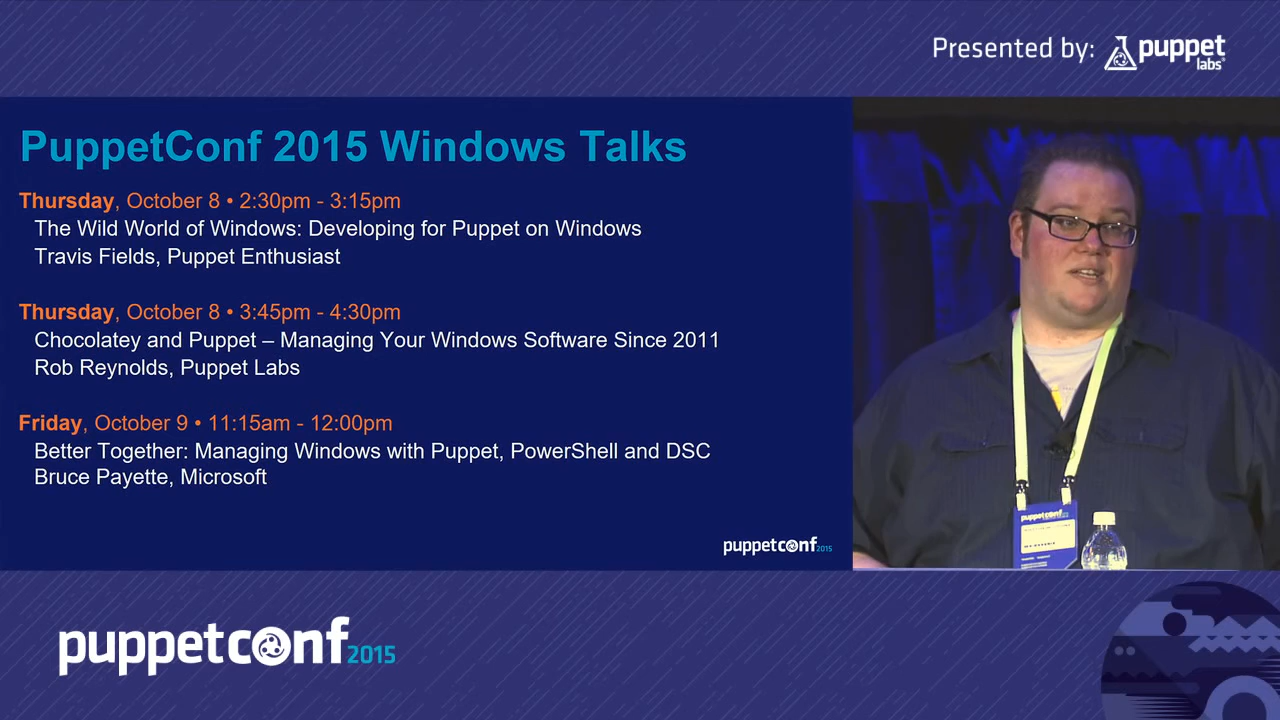 Presented by: puppet labs
PuppetConf 2015 Windows Talks
Thursday, October 8 • 2:30pm - 3:15pm
The Wild World of Windows: Developing for Puppet on Windows
Travis Fields, Puppet Enthusiast
Thursday, October 8 • 3:45pm - 4:30pm
Chocolatey and Puppet – Managing Your Windows Software Since 2011
Rob Reynolds, Puppet Labs
Friday, October 9 • 11:15am - 12:00pm
Better Together: Managing Windows with Puppet, PowerShell and DSC
Bruce Payette, Microsoft
puppetconf 2015
puppetconf
puppetconf 2015